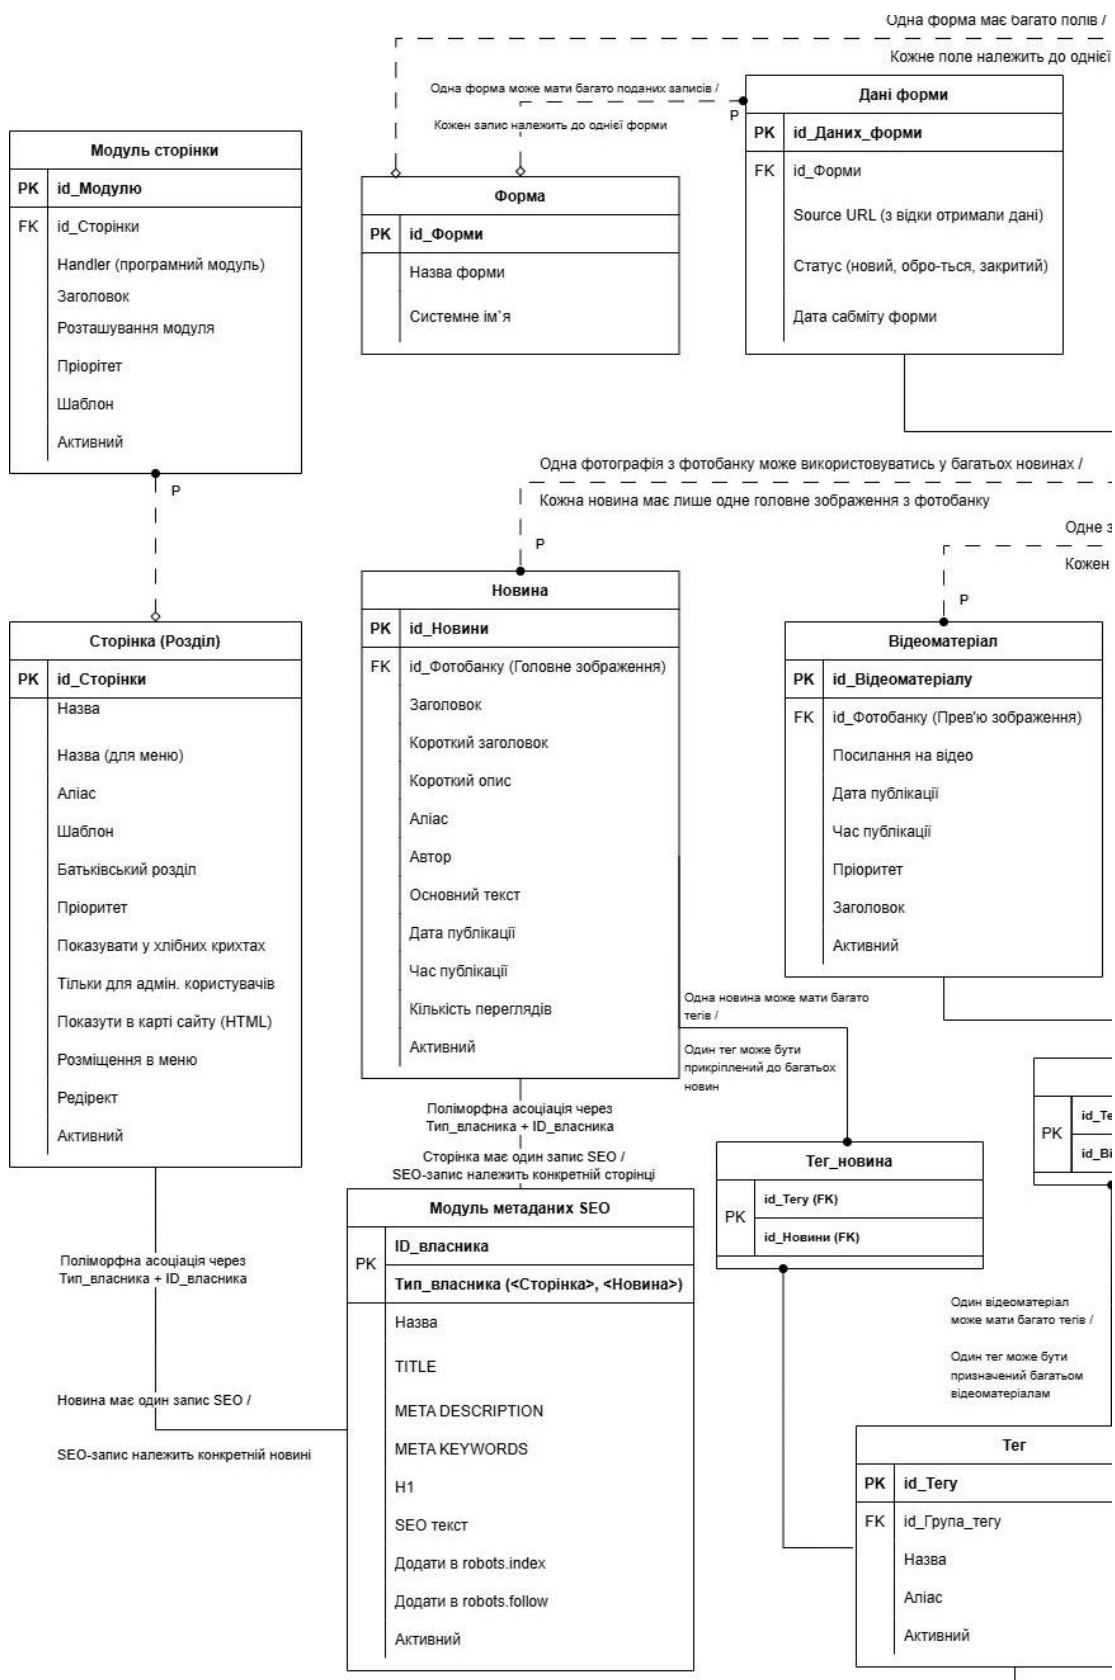 Одна форма має багато полів /
Кожне поле належить до однієї
Одна форма може мати багато поданих записів /
Кожен запис належить до однієї форми
P
Дані форми
PK id_Даних_форми
FK id_Форми
Source URL (з відки отримали дані)
Статус (новий, обро-ться, закритий)
Дата сабміту форми
Модуль сторінки
PK id_Модулю
FK id_Сторінки
Handler (програмний модуль)
Заголовок
Розташування модуля
Пріорітет
Шаблон
Активний
P
Форма
PK id_Форми
Назва форми
Системне ім`я
Одна фотографія з фотобанку може використовуватись у багатьох новинах /
Кожна новина має лише одне головне зображення з фотобанку
P
Одне з
Кожен
P
Сторінка (Розділ)
PK id_Сторінки
Назва
Назва (для меню)
Аліас
Шаблон
Батьківський розділ
Пріоритет
Показувати у хлібних крихтах
Тільки для адмін. користувачів
Показути в карті сайту (HTML)
Розміщення в меню
Редірект
Активний
Новина
PK id_Новини
FK id_Фотобанку (Головне зображення)
Заголовок
Короткий заголовок
Короткий опис
Аліас
Автор
Основний текст
Дата публікації
Час публікації
Кількість переглядів
Активний
Відеоматеріал
PK id_Відеоматеріалу
FK id_Фотобанку (Прев'ю зображення)
Посилання на відео
Дата публікації
Час публікації
Пріоритет
Заголовок
Активний
Одна новина може мати багато
тегів /
Один тег може бути
прикріплений до багатьох
новин
Поліморфна асоціація через
Тип_власника + ID_власника
Сторінка має один запис SEO /
SEO-запис належить конкретній сторінці
Тег_новина
PK
id_Тегу (FK)
id_Новини (FK)
PK
id_Те
id_Ві
Поліморфна асоціація через
Тип_власника + ID_власника
Новина має один запис SEO /
SEO-запис належить конкретній новині
Модуль метаданих SEO
PK
ID_власника
Тип_власника (<Сторінка>, <Новина>)
Назва
TITLE
META DESCRIPTION
META KEYWORDS
H1
SEO текст
Додати в robots.index
Додати в robots.follow
Активний
Один відеоматеріал
може мати багато тегів /
Один тег може бути
призначений багатьом
відеоматеріалам
Тег
PK id_Тегу
FK id_Група_тегу
Назва
Аліас
Активний